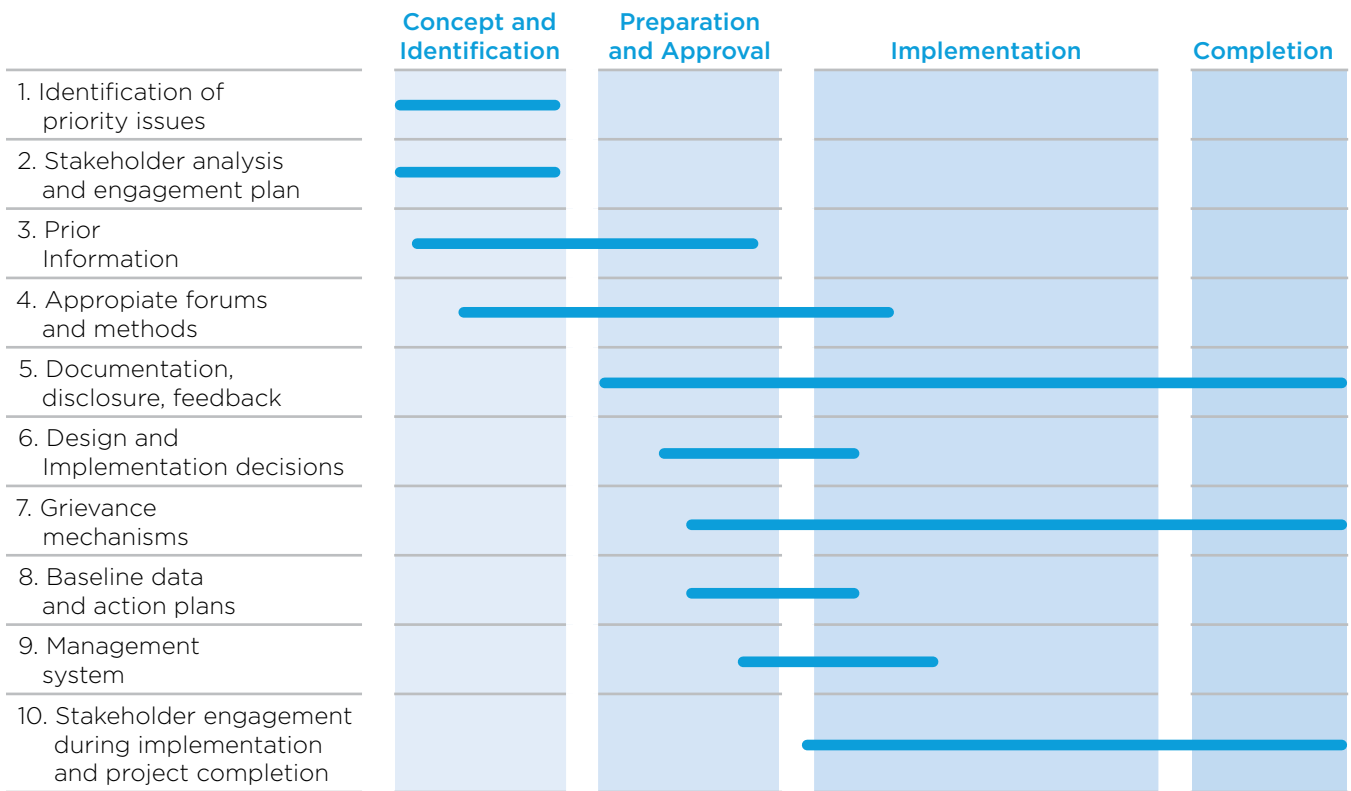 Concept and
Identification
Preparation
and Approval
Implementation
Completion
1. Identification of
priority issues
2. Stakeholder analysis
and engagement plan
3. Prior
Information
4. Appropiate forums
and methods
5. Documentation,
disclosure, feedback
6. Design and
Implementation decisions
7. Grievance
mechanisms
8. Baseline data
and action plans
9. Management
system
10. Stakeholder engagement
during implementation
and project completion